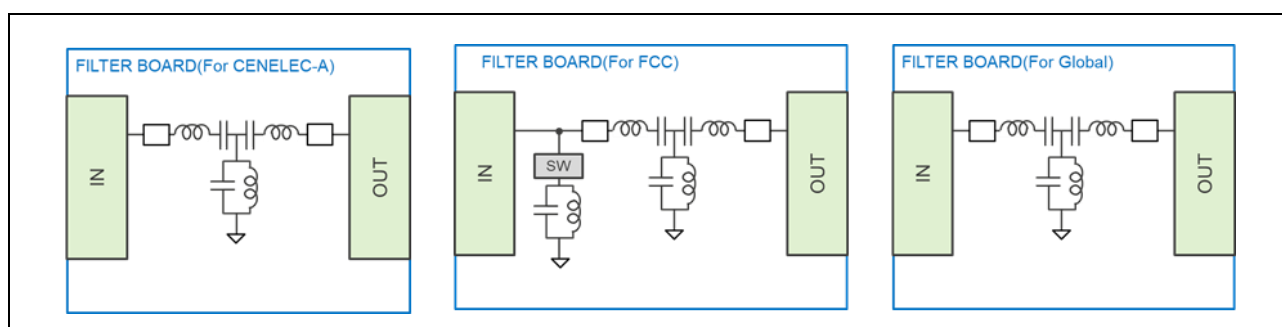 FILTER BOARD(For CENELEC-A)
IN
OUT
FILTER BOARD(For FCC)
IN
SW
OUT
FILTER BOARD(For Global)
IN
OUT